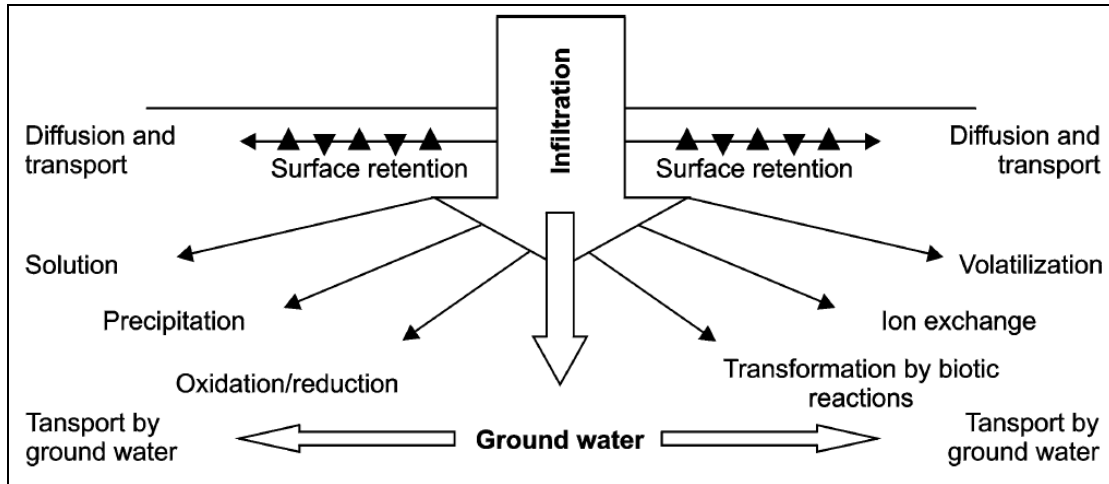 Infiltration
Diffusion and
transport
Surface retention
Surface retention
Diffusion and
transport
Solution
Volatilization
Precipitation
Ion exchange
Oxidation/reduction
Transformation by biotic
reactions
Tansport by
ground water
Ground water
Tansport by
ground water